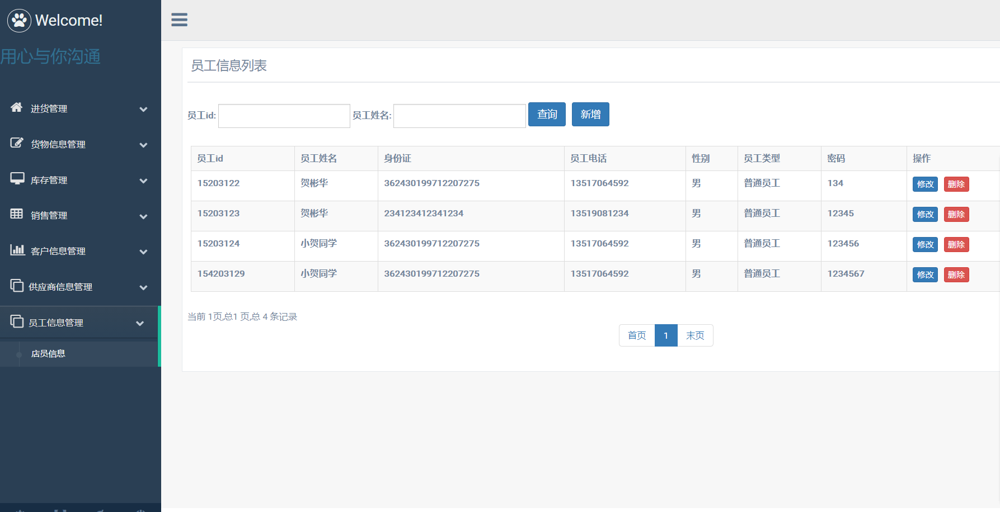 Welcome!
用心与你沟通
进货管理
货物信息管理
库存管理
销售管理
客户信息管理
供应商信息管理
员工信息管理
店员信息
员工信息列表
员工id: 员工姓名: 查询 新增
员工id 员工姓名 身份证 员工电话 性别 员工类型 密码 操作
15203122 贺彬华 362430199712207275 13517064592 男 普通员工 134 修改 删除
15203123 贺彬华 234123412341234 13519081234 男 普通员工 12345 修改 删除
15203124 小贺同学 362430199712207275 13517064592 男 普通员工 123456 修改 删除
154203129 小贺同学 362430199712207275 13517064592 男 普通员工 1234567 修改 删除
当前 1页,总1 页,总 4 条记录
首页 1 末页